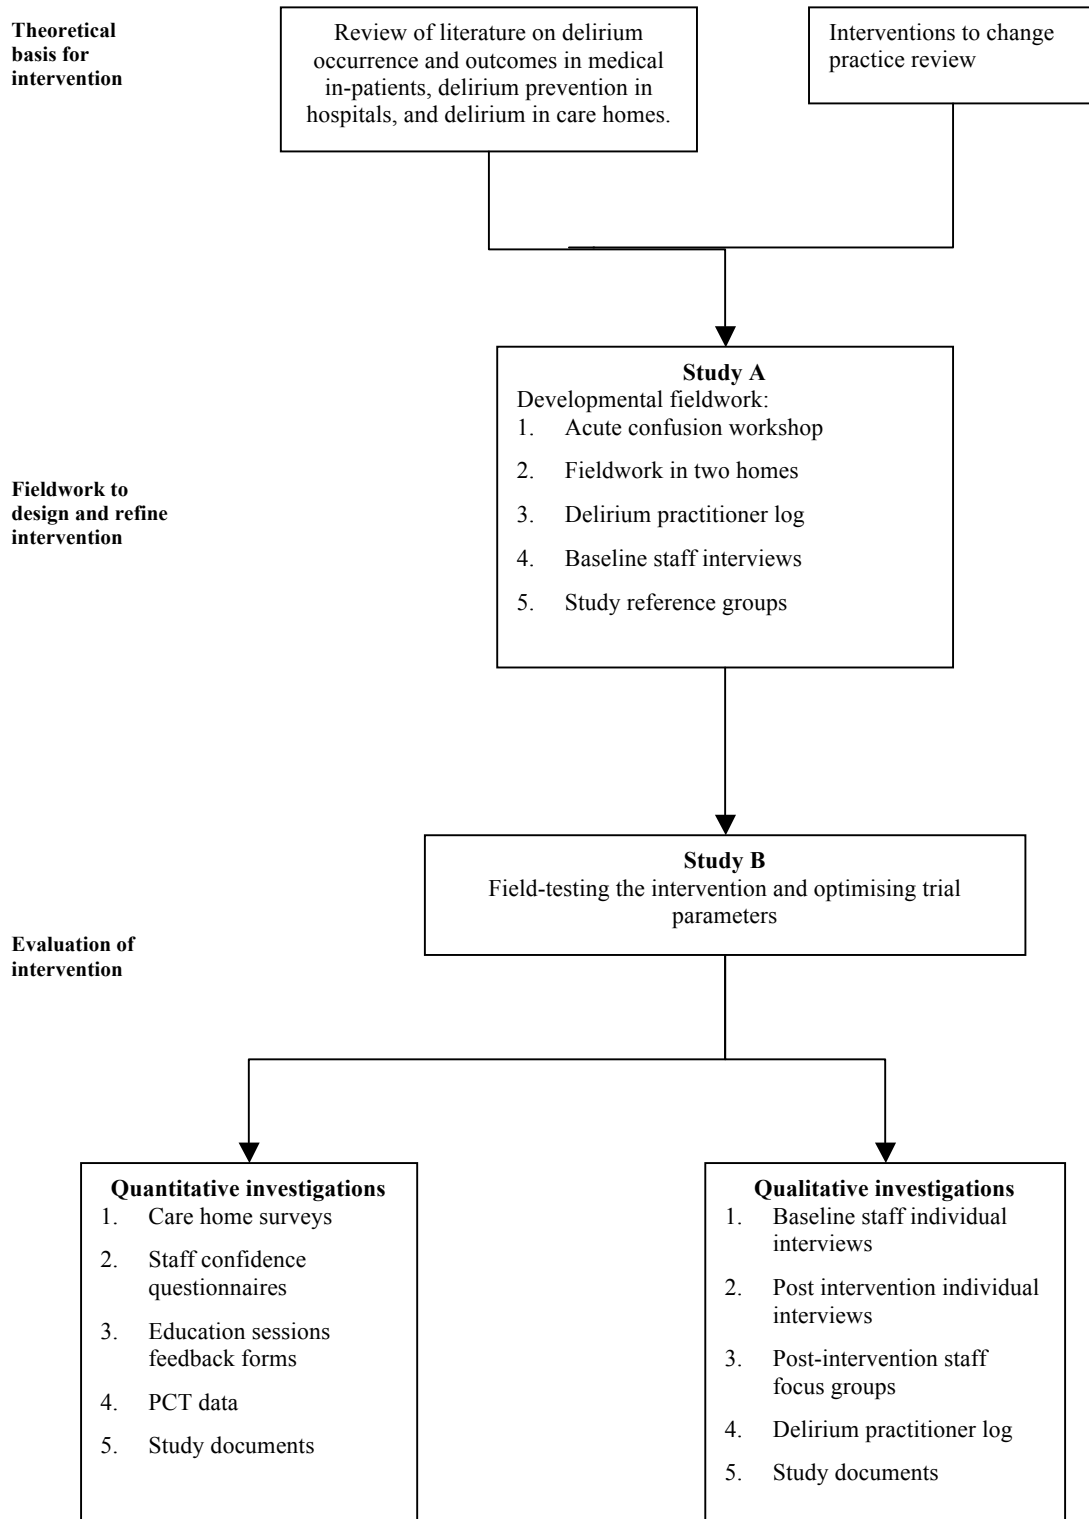 Theoretical
basis for
intervention
Review of literature on delirium
occurrence and outcomes in medical
in-patients, delirium prevention in
hospitals, and delirium in care homes.
Interventions to change
practice review
Study A
Developmental fieldwork:
1. Acute confusion workshop
2. Fieldwork in two homes
3. Delirium practitioner log
4. Baseline staff interviews
5. Study reference groups
Fieldwork to
design and refine
intervention
Study B
Field-testing the intervention and optimising trial
parameters
Evaluation of
intervention
Quantitative investigations
1. Care home surveys
2. Staff confidence
questionnaires
3. Education sessions
feedback forms
4. PCT data
5. Study documents
Qualitative investigations
1. Baseline staff individual
interviews
2. Post intervention individual
interviews
3. Post-intervention staff
focus groups
4. Delirium practitioner log
5. Study documents